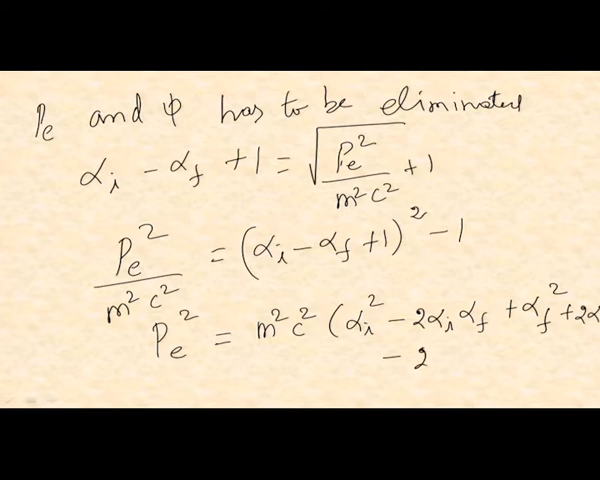 Pe and φ has to be eliminated
αi - αf + 1 = √(Pe²/m²c² + 1)
Pe²/m²c² = (αi - αf + 1)² - 1
Pe² = m²c² (αi² - 2αiαf + αf² + 2α
- 2